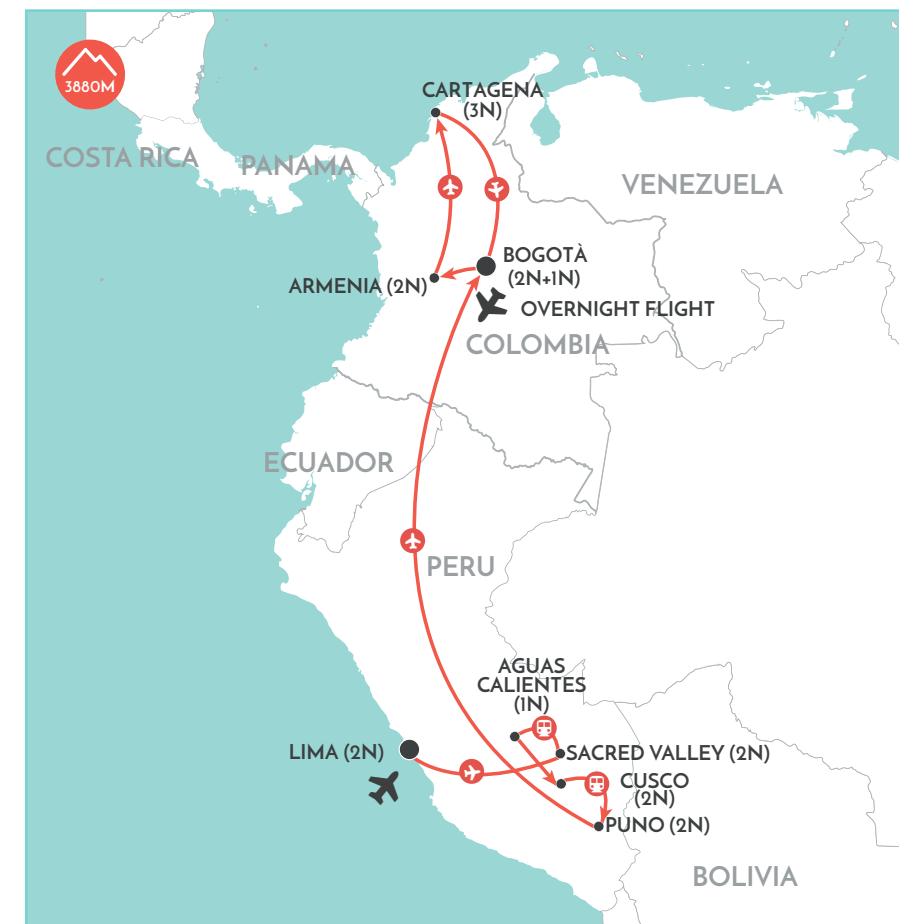 3880M
CARTAGENA
(3N)
COSTA RICA
PANAMA
VENEZUELA
BOGOTÀ
(2N+1N)
ARMENIA (2N)
OVERNIGHT FLIGHT
COLOMBIA
ECUADOR
PERU
AGUAS
CALIENTES
(1N)
LIMA (2N)
SACRED VALLEY (2N)
CUSCO
(2N)
PUNO (2N)
BOLIVIA